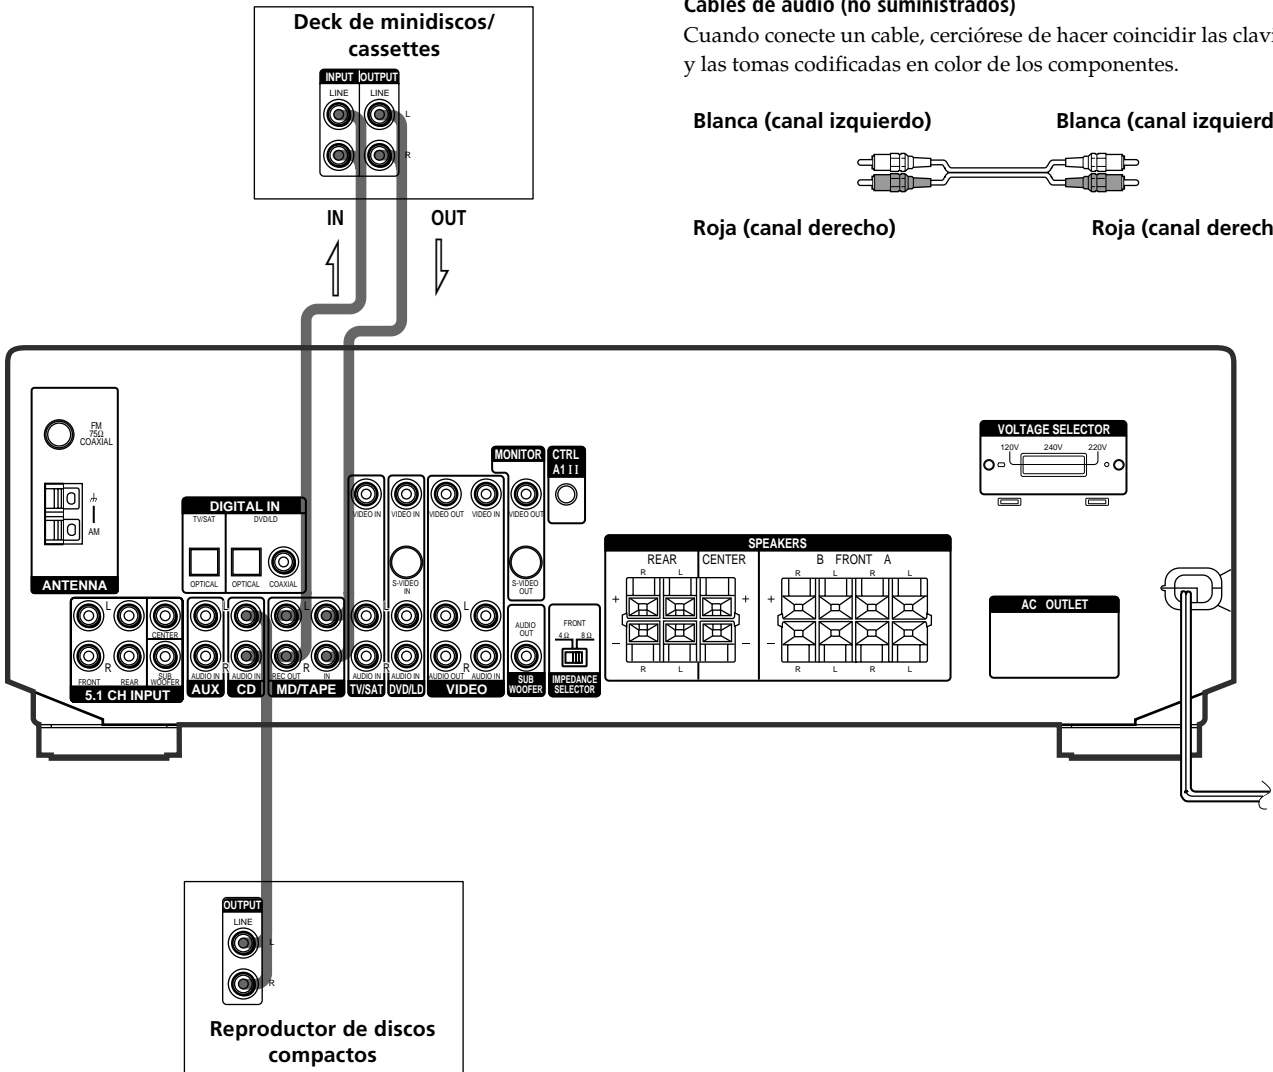 Deck de minidiscos/
cassettes
INPUT OUTPUT
LINE LINE
L
R
IN OUT
Cables de audio (no suministrados)
Cuando conecte un cable, cerciórese de hacer coincidir las
y las tomas codificadas en color de los componentes.
Blanca (canal izquierdo) Blanca (canal
Roja (canal derecho) Roja (canal
FM
75Ω
COAXIAL
AM
ANTENNA
DIGITAL IN
TV/SAT DVD/LD
OPTICAL OPTICAL COAXIAL
MONITOR
CTRL
A1 II
VIDEO IN VIDEO IN VIDEO OUT VIDEO IN VIDEO OUT
S-VIDEO
IN
S-VIDEO
OUT
L L L L L
CENTER
R R R R R
FRONT REAR SUB
WOOFER
5.1 CH INPUT
AUDIO IN
AUX
AUDIO IN
CD
REC OUT IN
MD/TAPE
AUDIO IN
TV/SAT
AUDIO IN
DVD/LD
AUDIO OUT AUDIO IN
VIDEO
AUDIO
OUT
SUB
WOOFER
FRONT
4 Ω 8 Ω
IMPEDANCE
SELECTOR
SPEAKERS
REAR CENTER
R L
+ +
– –
R L
B FRONT A
R L R L
+
–
R L R L
VOLTAGE SELECTOR
120V 240V 220V
AC OUTLET
OUTPUT
LINE
L
R
Reproductor de discos
compactos